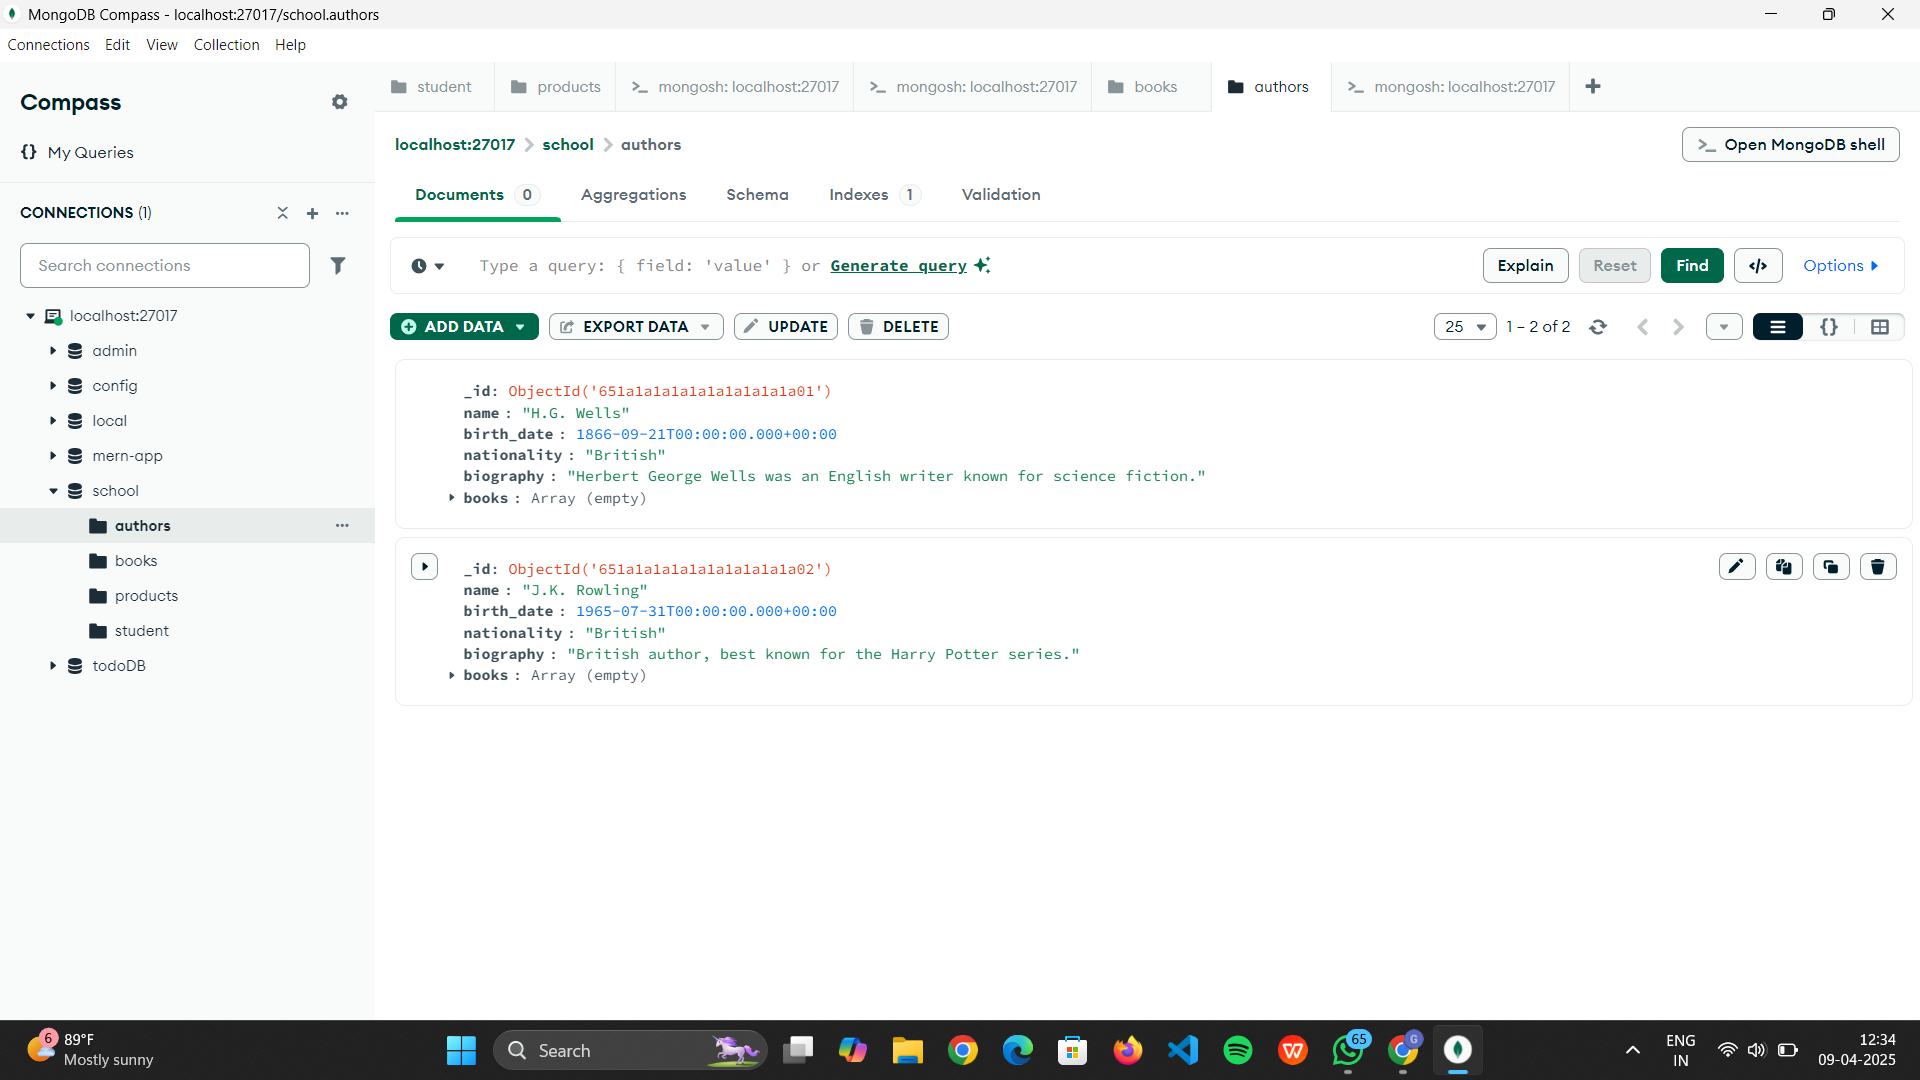 MongoDB Compass - localhost:27017/school.authors
Connections Edit View Collection Help
Compass
student
products
mongosh: localhost:27017
mongosh: localhost:27017
books
authors
mongosh: localhost:27017
{} My Queries
localhost:27017 > school > authors
>_ Open MongoDB shell
Documents 0 Aggregations Schema Indexes 1 Validation
CONNECTIONS (1)
Search connections
Type a query: { field: 'value' } or Generate query
Explain Reset Find </> Options
localhost:27017
admin
config
local
mern-app
school
authors
books
products
student
todoDB
ADD DATA EXPORT DATA UPDATE DELETE
25 1 – 2 of 2 {}
_id: ObjectId('651a1a1a1a1a1a1a1a1a1a01')
name : "H.G. Wells"
birth_date : 1866-09-21T00:00:00.000+00:00
nationality : "British"
biography : "Herbert George Wells was an English writer known for science fiction."
books : Array (empty)
_id: ObjectId('651a1a1a1a1a1a1a1a1a1a02')
name : "J.K. Rowling"
birth_date : 1965-07-31T00:00:00.000+00:00
nationality : "British"
biography : "British author, best known for the Harry Potter series."
books : Array (empty)
6
89°F
Mostly sunny
Search
W
65
G
ENG
IN
12:34
09-04-2025